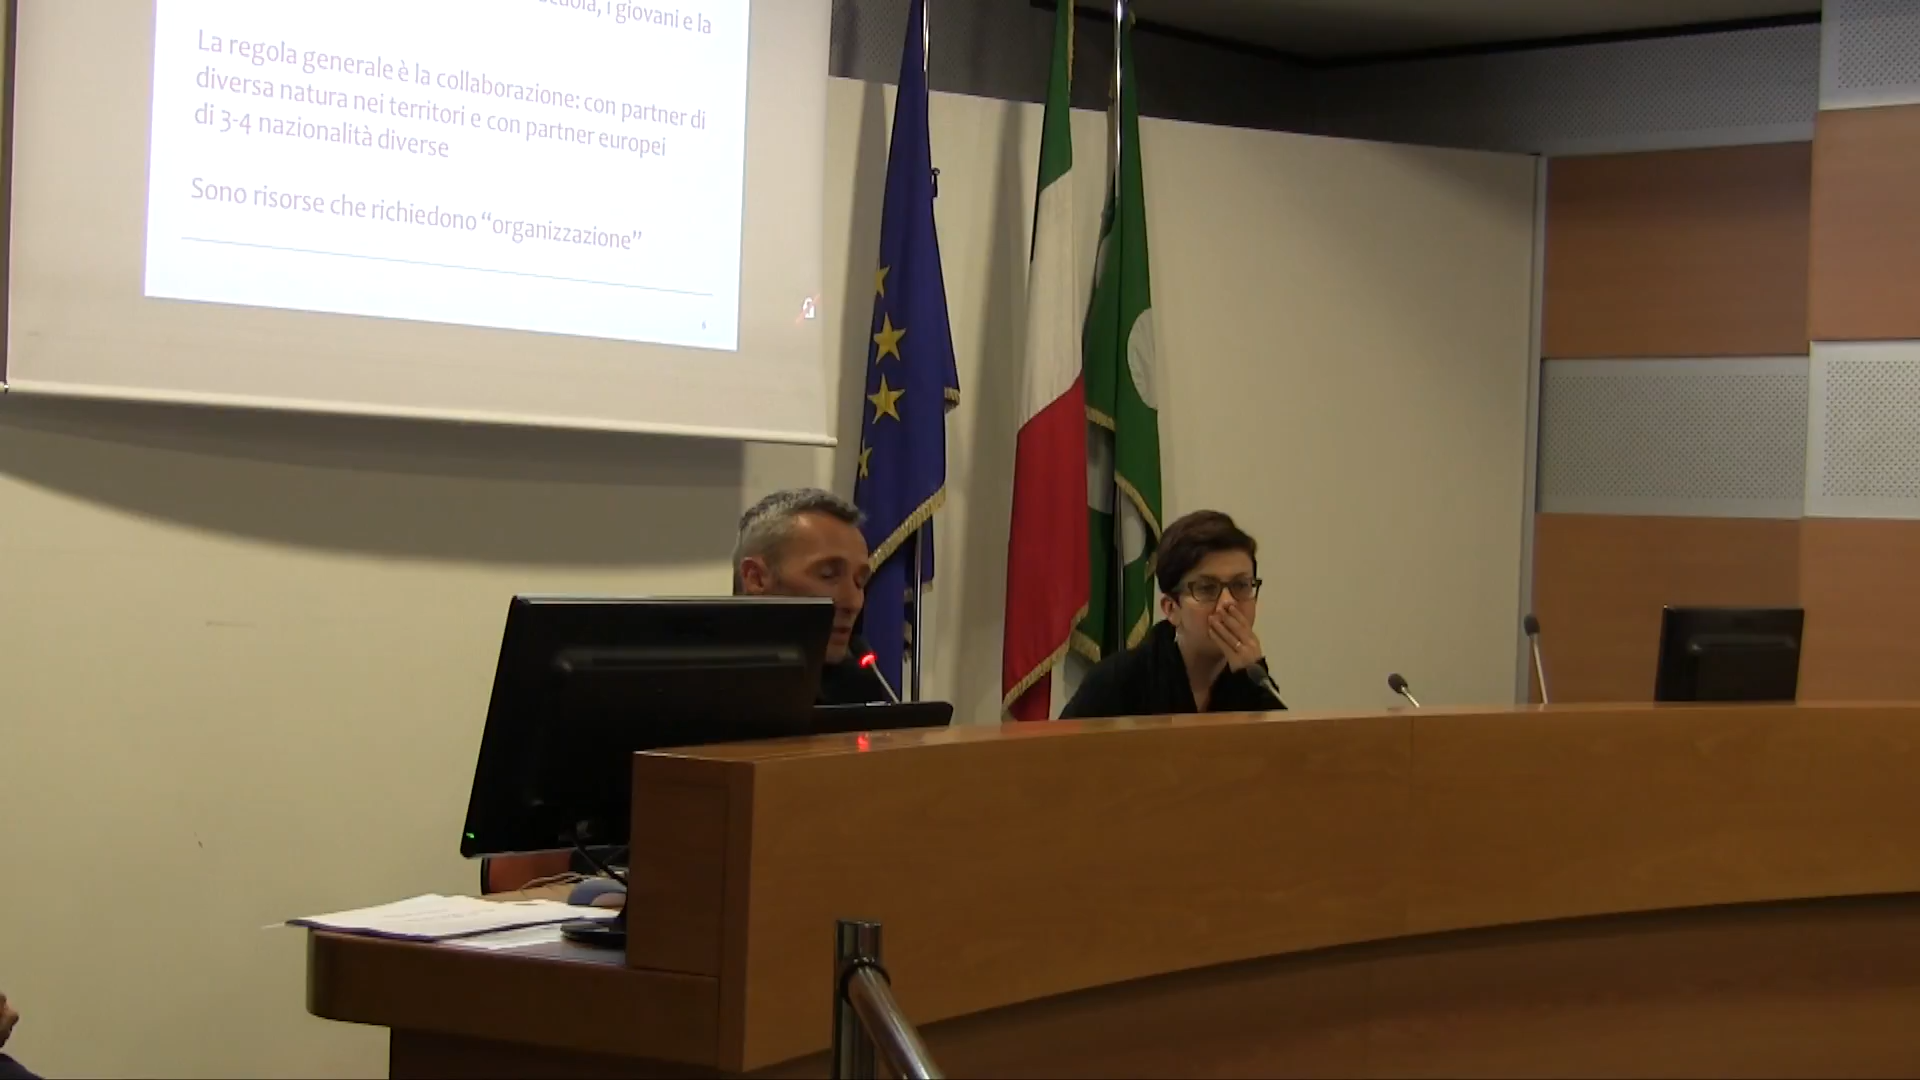 scuola, i giovani e la
La regola generale è la collaborazione: con partner di
diversa natura nei territori e con partner europei
di 3-4 nazionalità diverse
Sono risorse che richiedono “organizzazione”